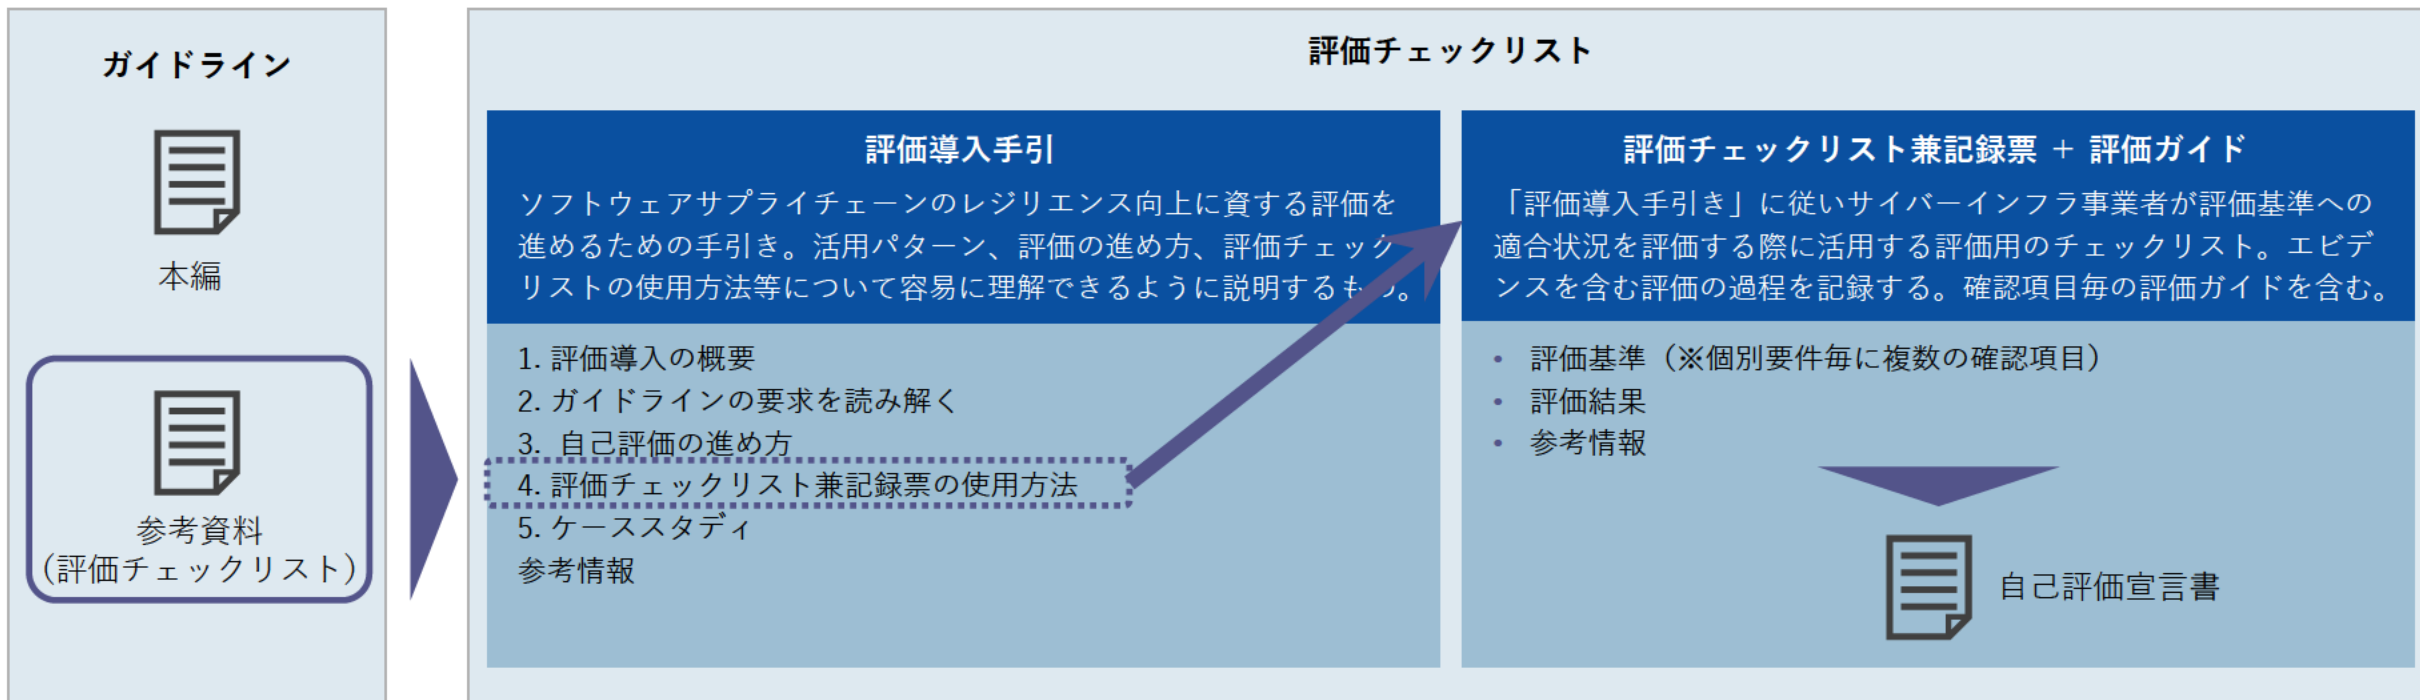 ガイドライン
本編
参考資料
（評価チェックリスト）
評価チェックリスト
評価導入手引
ソフトウェアサプライチェーンのレジリエンス向上に資する評価を
進めるための手引き。活用パターン、評価の進め方、評価チェック
リストの使用方法等について容易に理解できるように説明するもの。
1. 評価導入の概要
2. ガイドラインの要求を読み解く
3. 自己評価の進め方
4. 評価チェックリスト兼記録票の使用方法
5. ケーススタディ
参考情報
評価チェックリスト兼記録票 ＋ 評価ガイド
「評価導入手引き」に従いサイバーインフラ事業者が評価基準への
適合状況を評価する際に活用する評価用のチェックリスト。エビデ
ンスを含む評価の過程を記録する。確認項目毎の評価ガイドを含む。
• 評価基準（※個別要件毎に複数の確認項目）
• 評価結果
• 参考情報
自己評価宣言書